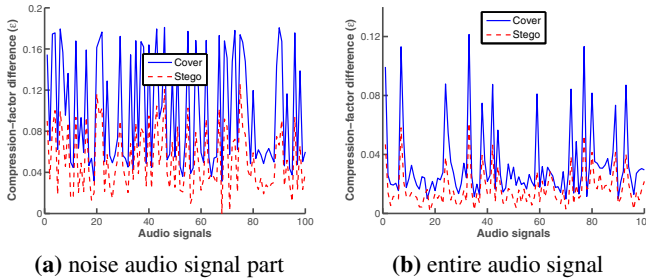 Compression−factor difference (ε)
0.2
0.16
0.12
0.08
0.04
0
0
20
40
60
80
100
Audio signals
Cover
Stego
(a) noise audio signal part
Compression−factor difference (ε)
0.12
0.08
0.04
0
0
20
40
60
80
100
Audio signals
Cover
Stego
(b) entire audio signal